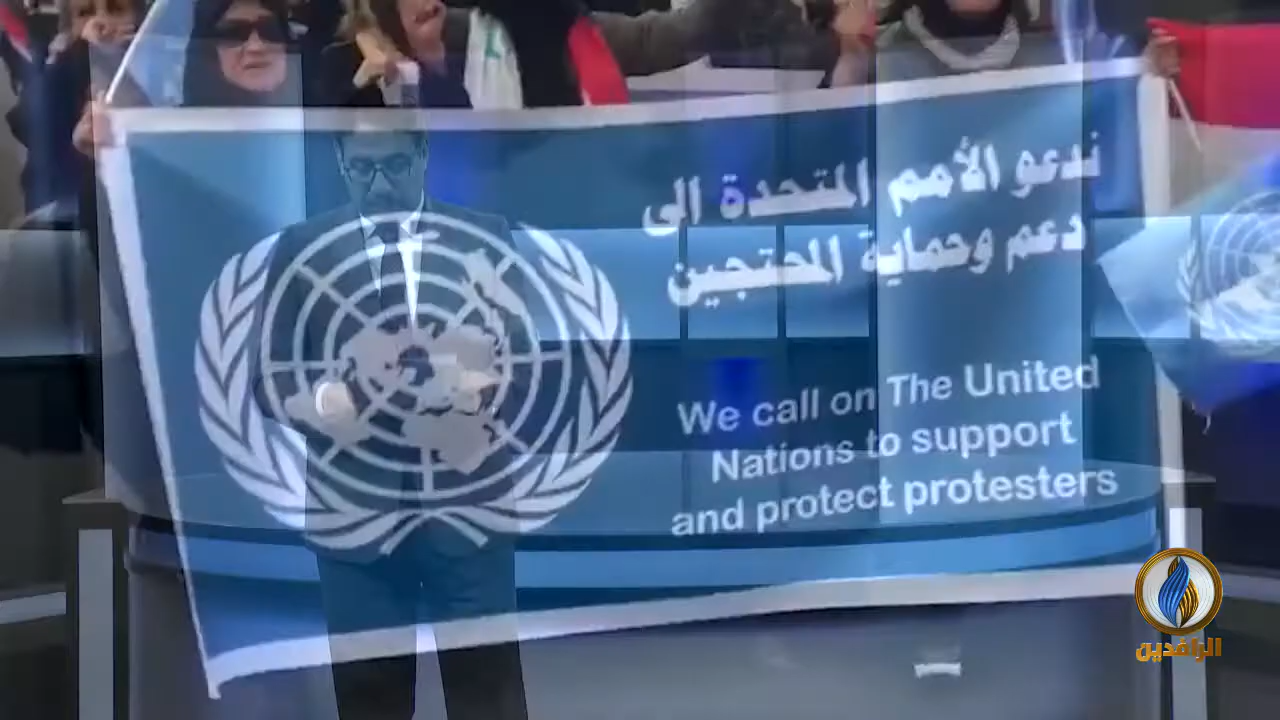 ندعو الأمم المتحدة الى
دعم وحماية المحتجين
We call on The United
Nations to support
and protect protesters
الرافدين